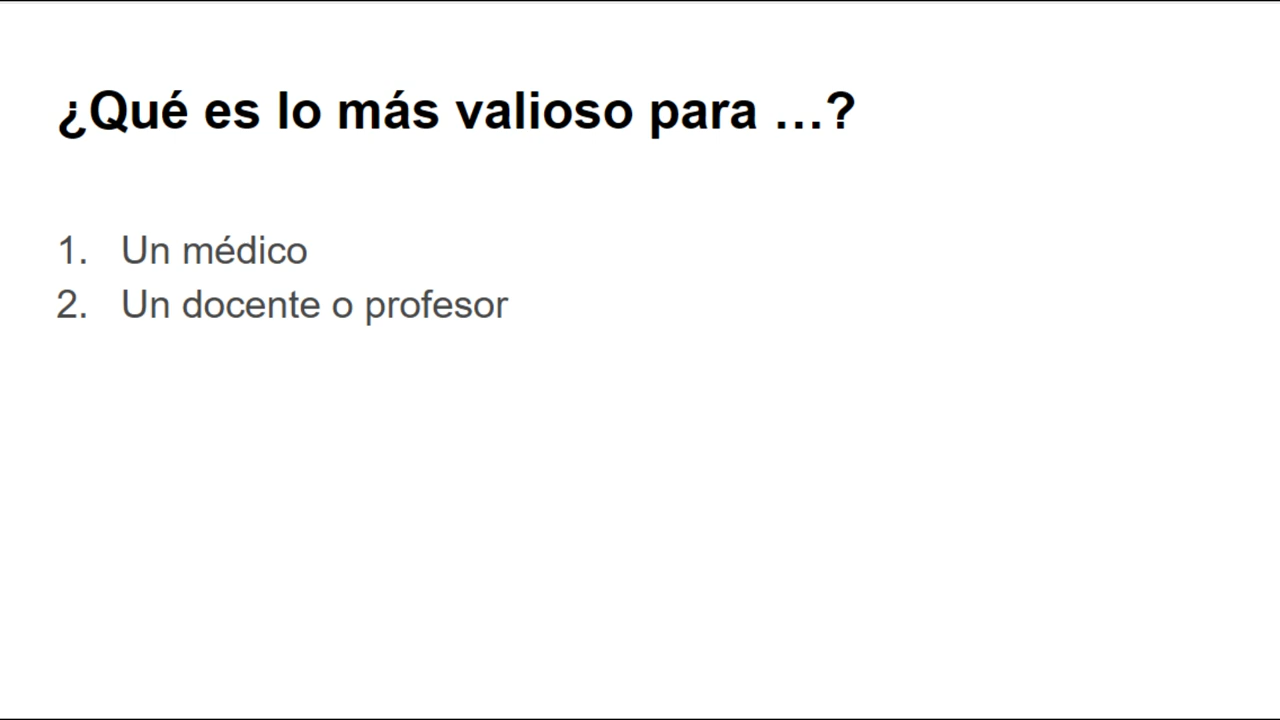 ¿Qué es lo más valioso para …?
1. Un médico
2. Un docente o profesor